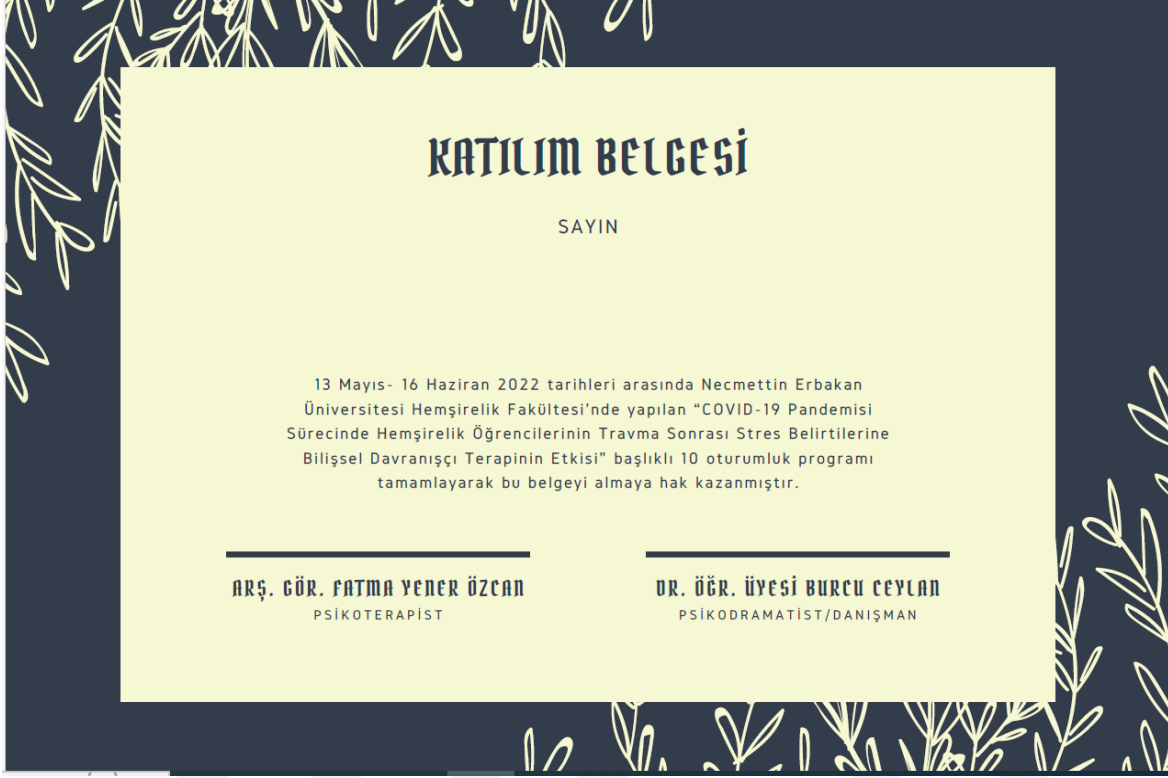 KATILIM BELGESİ
SAYIN
13 Mayıs- 16 Haziran 2022 tarihleri arasında Necmettin Erbakan
Üniversitesi Hemşirelik Fakültesi'nde yapılan “COVID-19 Pandemisi
Sürecinde Hemşirelik Öğrencilerinin Travma Sonrası Stres Belirtilerine
Bilişsel Davranışçı Terapinin Etkisi” başlıklı 10 oturumluk programı
tamamlayarak bu belgeyi almaya hak kazanmıştır.
ARŞ. GÖR. FATMA YENER ÖZCAN
PSİKOTERAPİST
DR. ÖĞR. ÜYESİ BURCU CEYLAN
PSİKODRAMATİST/DANIŞMAN